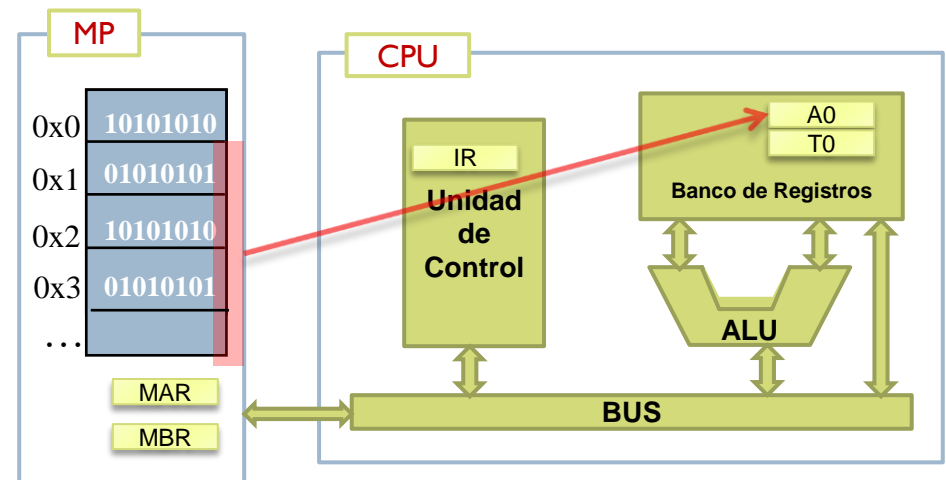 MP
0x0 10101010
0x1 01010101
0x2 10101010
0x3 01010101
...
MAR
MBR
CPU
IR
Unidad
de
Control
A0
T0
Banco de Registros
ALU
BUS